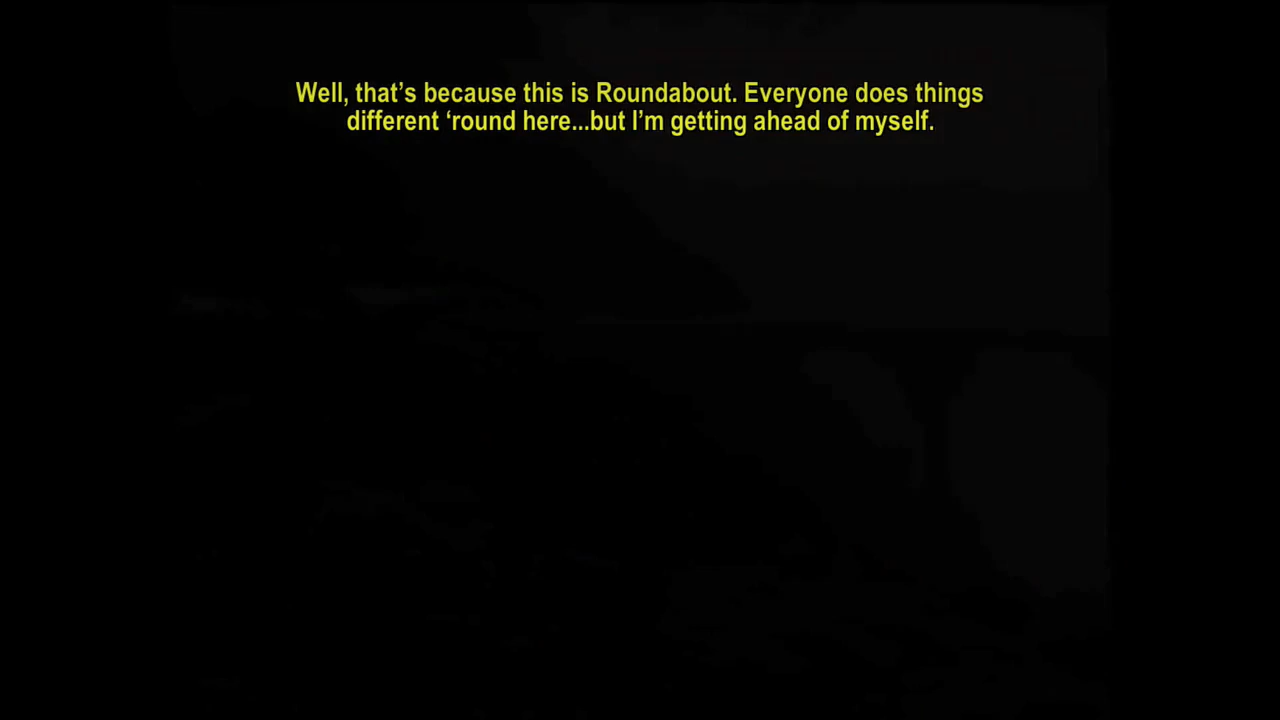 Well, that’s because this is Roundabout. Everyone does things
different ‘round here...but I’m getting ahead of myself.